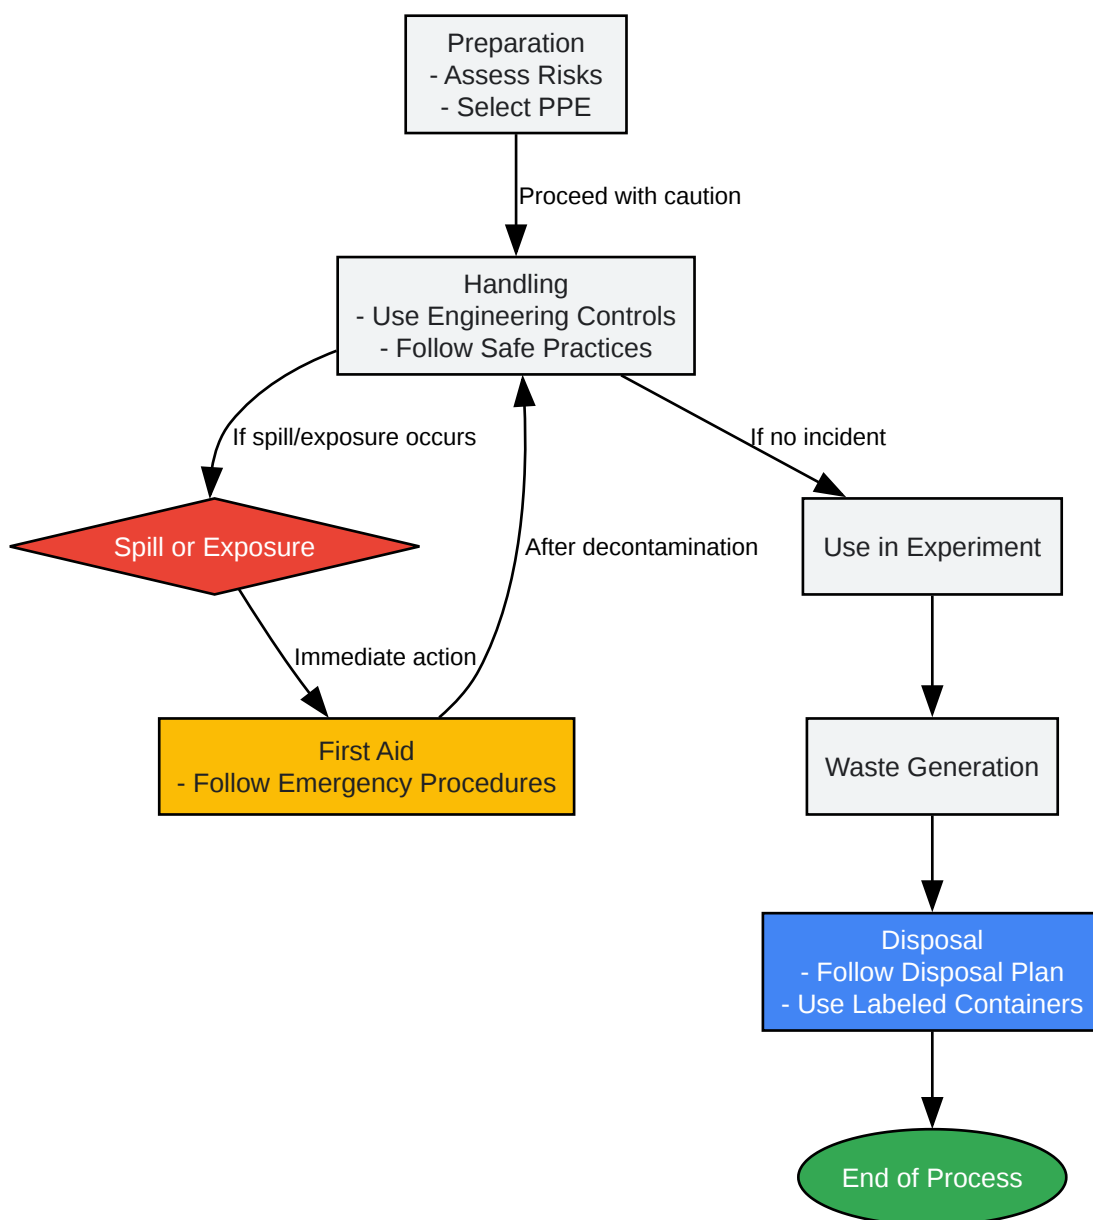 Preparation
- Assess Risks
- Select PPE
Proceed with caution
Handling
- Use Engineering Controls
- Follow Safe Practices
If spill/exposure occurs
If no incident
Spill or Exposure
After decontamination
Use in Experiment
Immediate action
First Aid
- Follow Emergency Procedures
Waste Generation
Disposal
- Follow Disposal Plan
- Use Labeled Containers
End of Process